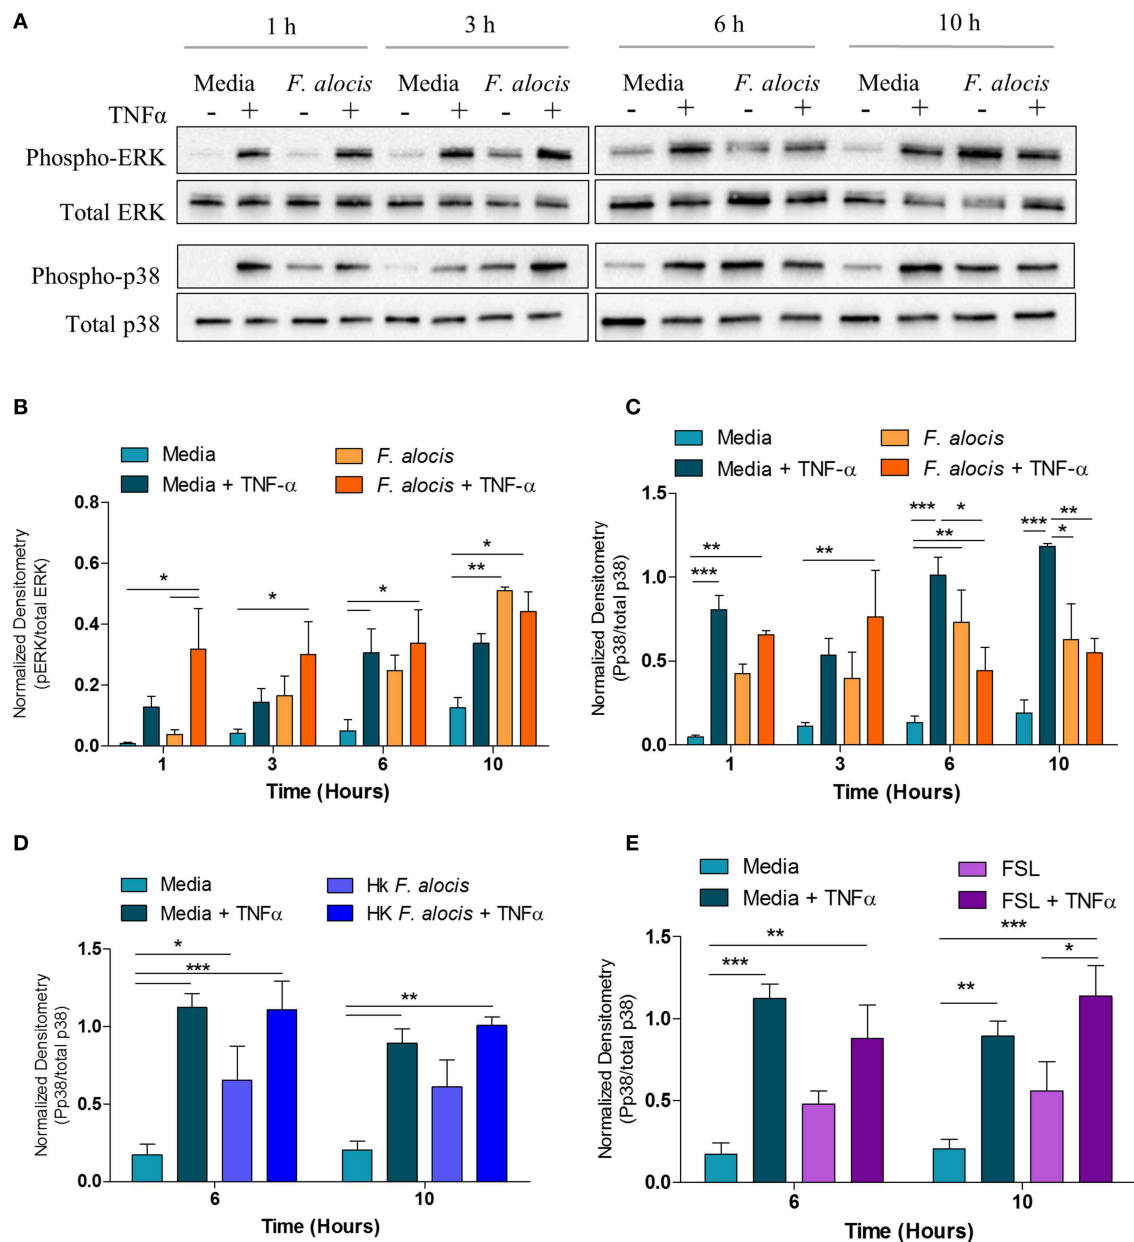 A
1 h 3 h 6 h 10 h
Media F. alocis Media F. alocis Media F. alocis Media F. alocis
TNFα - + - + - + - + - + - + - + - +
Phospho-ERK
Total ERK
Phospho-p38
Total p38
B
Media F. alocis
Media + TNF-α F. alocis + TNF-α
Normalized Densitometry
(pERK/total ERK)
0.8
0.6
0.4
0.2
0.0
* * * * ** *
1 3 6 10
Time (Hours)
C
Media F. alocis
Media + TNF-α F. alocis + TNF-α
Normalized Densitometry
(Pp38/total p38)
1.5
1.0
0.5
0.0
** *** ** *** * ** *** ** *
1 3 6 10
Time (Hours)
D
Media Hk F. alocis
Media + TNFα HK F. alocis + TNFα
Normalized Densitometry
(Pp38/total p38)
1.5
1.0
0.5
0.0
* *** **
6 10
Time (Hours)
E
Media FSL
Media + TNFα FSL + TNFα
Normalized Densitometry
(Pp38/total p38)
1.5
1.0
0.5
0.0
** *** *** * **
6 10
Time (Hours)